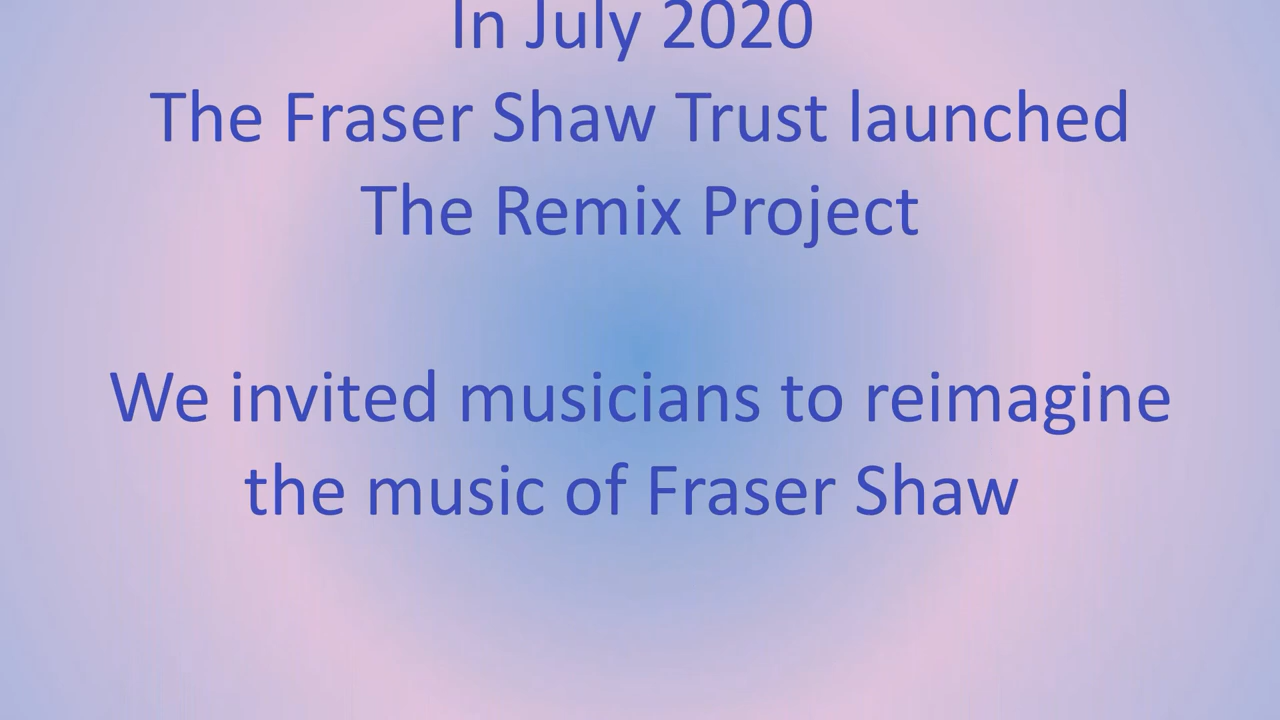 In July 2020
The Fraser Shaw Trust launched
The Remix Project
We invited musicians to reimagine
the music of Fraser Shaw